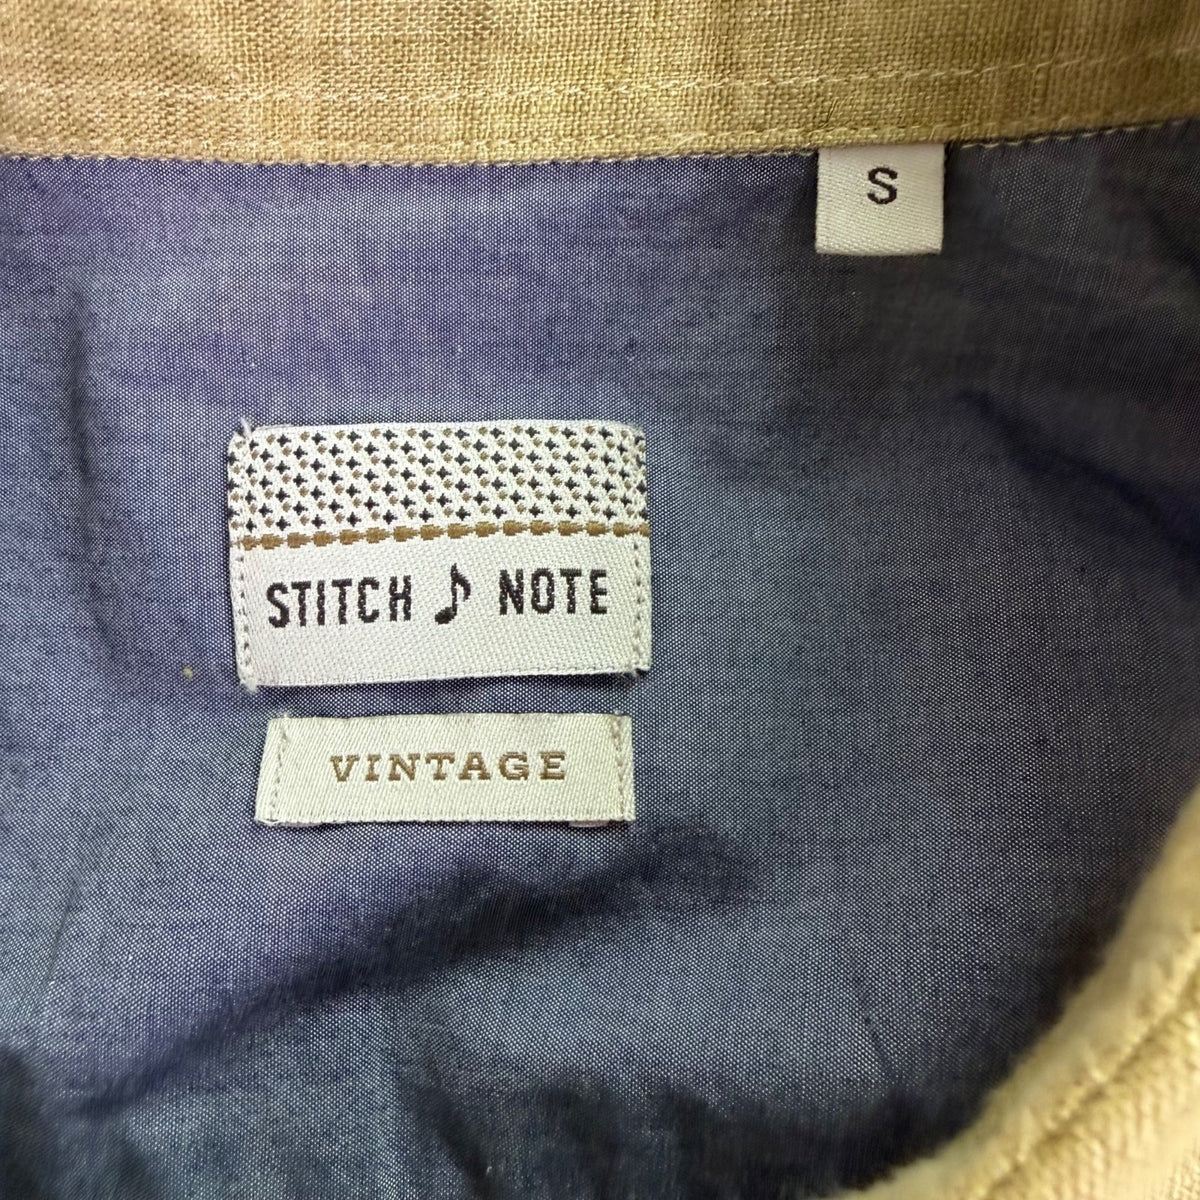 S
STITCH ♪ NOTE
VINTAGE